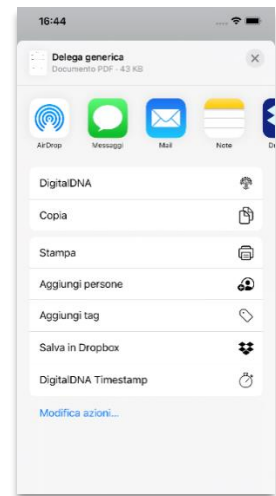 16:44
Delega generica
Documento PDF · 43 KB
AirDrop
Messaggi
Mail
Note
DigitalDNA
Copia
Stampa
Aggiungi persone
Aggiungi tag
Salva in Dropbox
DigitalDNA Timestamp
Modifica azioni...